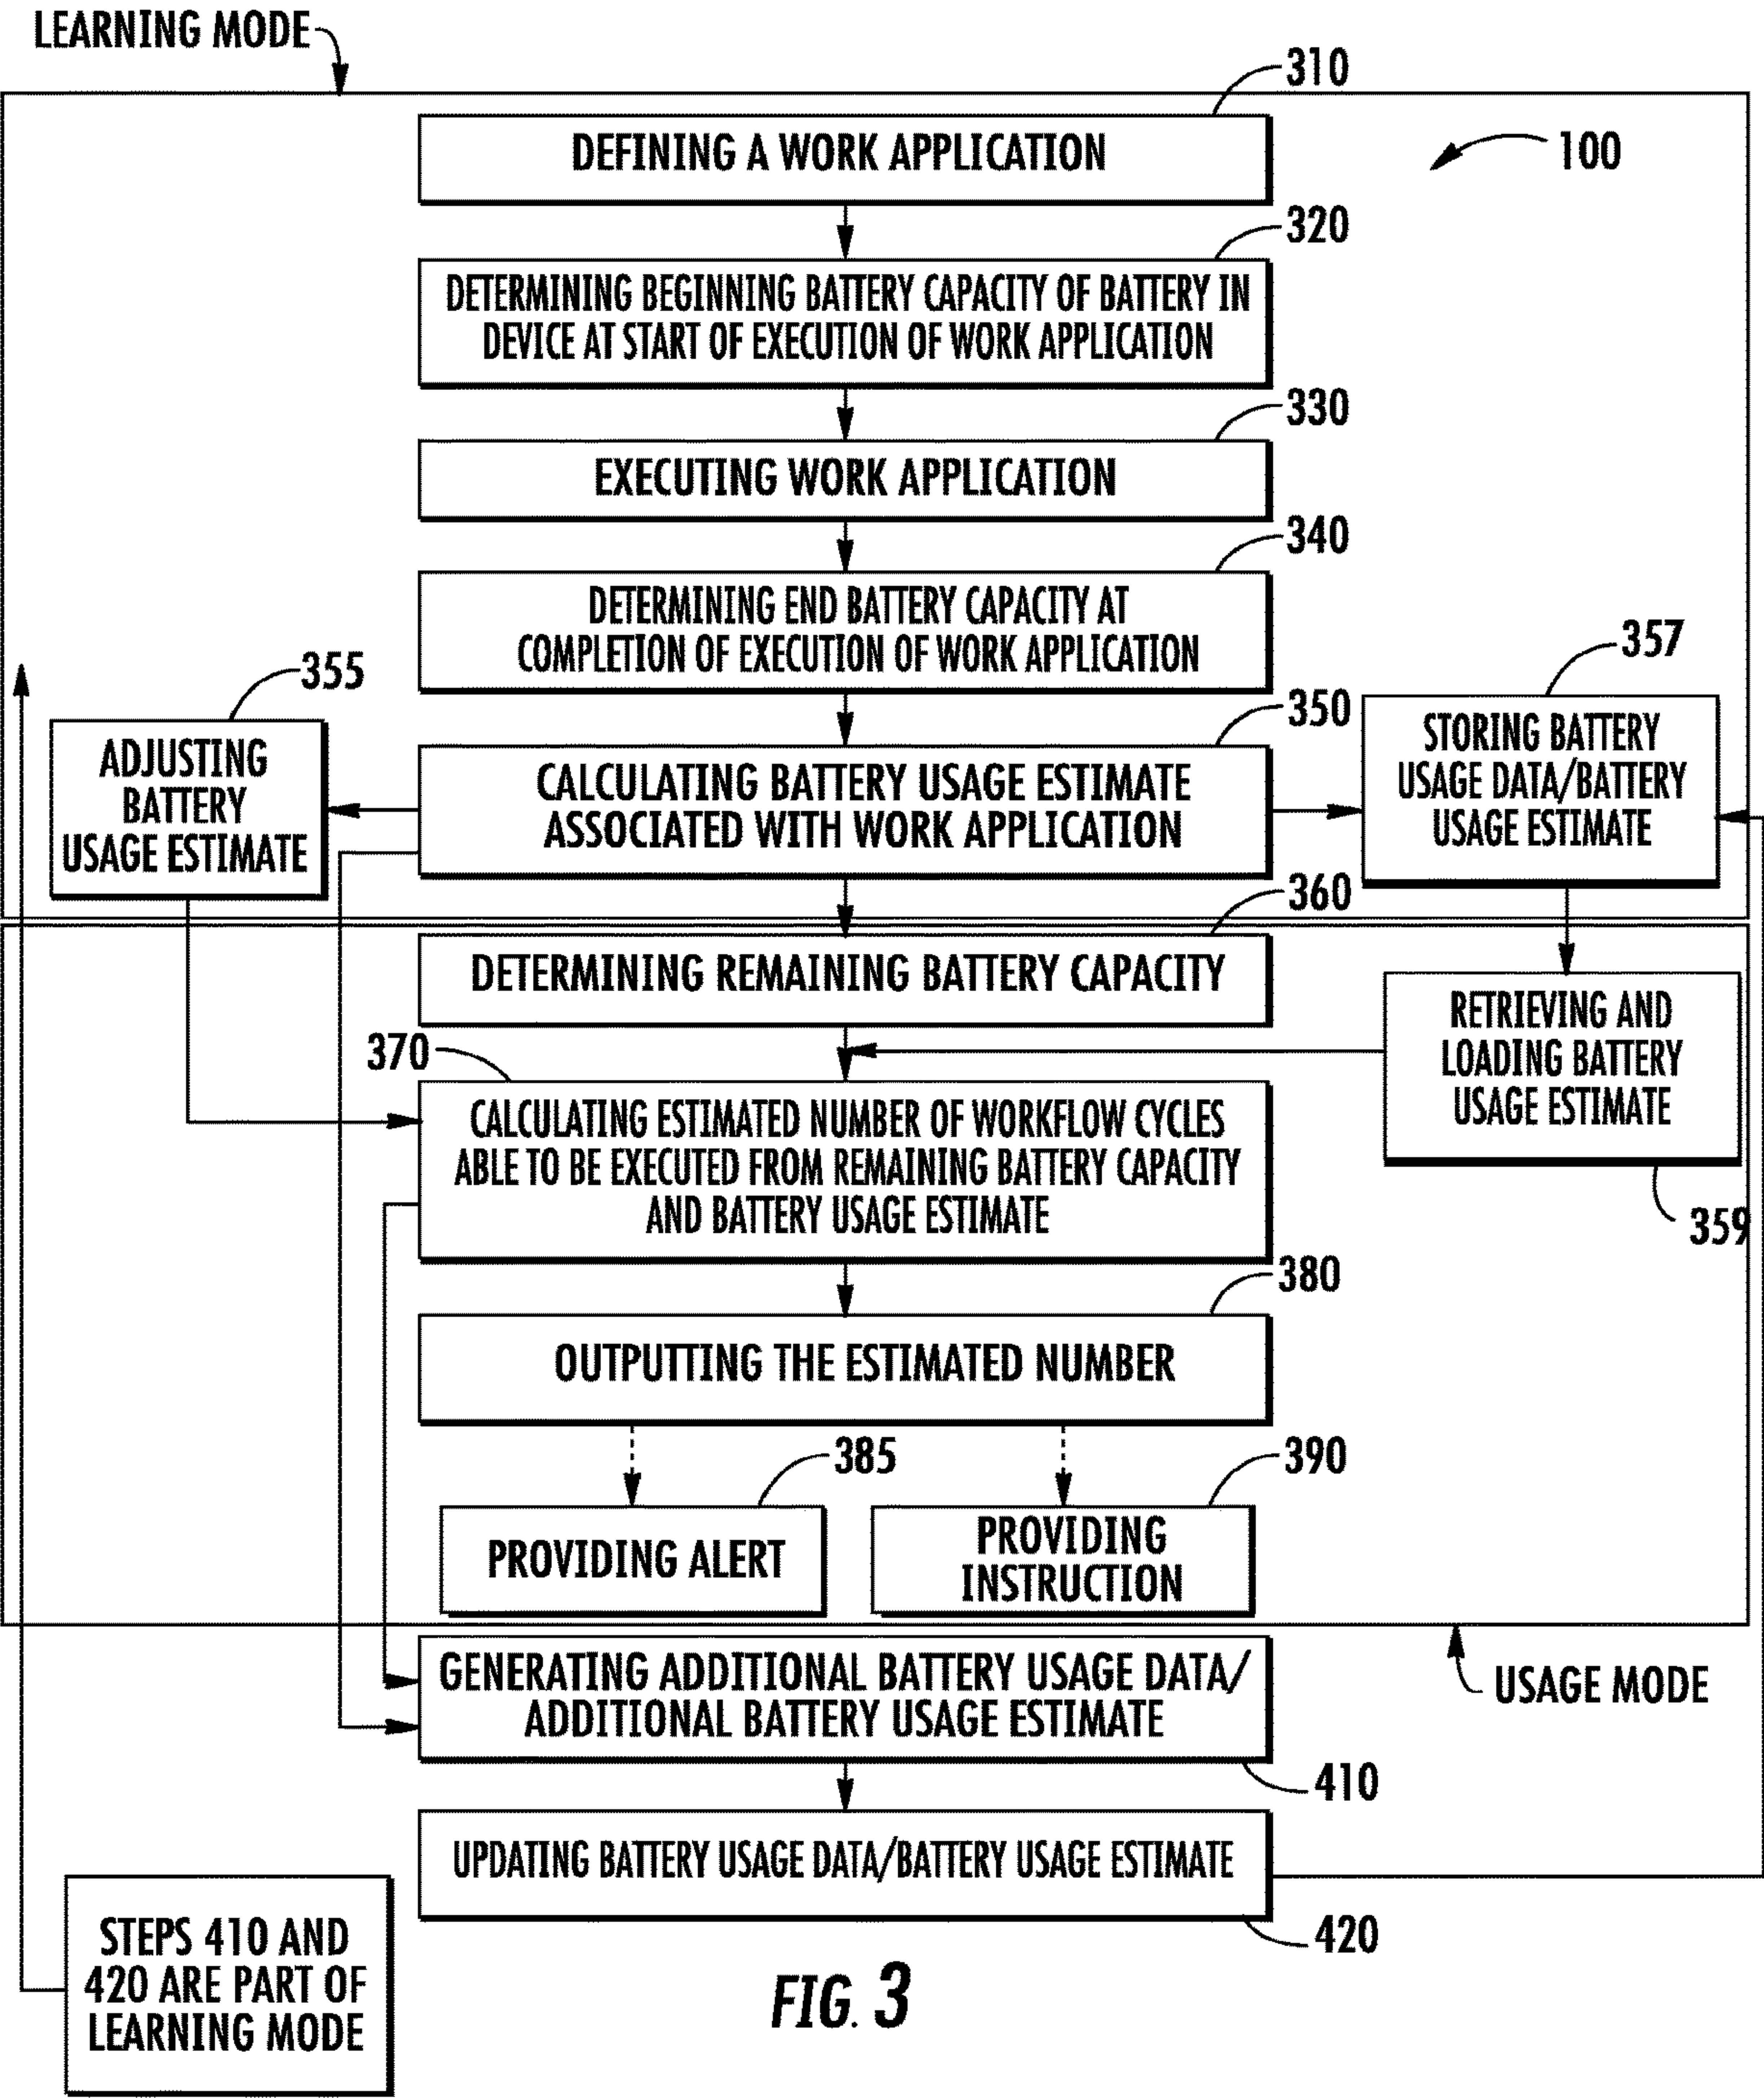 LEARNING MODE
310
DEFINING A WORK APPLICATION
100
320
DETERMINING BEGINNING BATTERY CAPACITY OF BATTERY IN
DEVICE AT START OF EXECUTION OF WORK APPLICATION
330
EXECUTING WORK APPLICATION
340
DETERMINING END BATTERY CAPACITY AT
COMPLETION OF EXECUTION OF WORK APPLICATION
355
ADJUSTING
BATTERY
USAGE ESTIMATE
350
CALCULATING BATTERY USAGE ESTIMATE
ASSOCIATED WITH WORK APPLICATION
357
STORING BATTERY
USAGE DATA/BATTERY
USAGE ESTIMATE
360
DETERMINING REMAINING BATTERY CAPACITY
RETRIEVING AND
LOADING BATTERY
USAGE ESTIMATE
359
370
CALCULATING ESTIMATED NUMBER OF WORKFLOW CYCLES
ABLE TO BE EXECUTED FROM REMAINING BATTERY CAPACITY
AND BATTERY USAGE ESTIMATE
380
OUTPUTTING THE ESTIMATED NUMBER
385
PROVIDING ALERT
390
PROVIDING
INSTRUCTION
USAGE MODE
GENERATING ADDITIONAL BATTERY USAGE DATA/
ADDITIONAL BATTERY USAGE ESTIMATE
410
UPDATING BATTERY USAGE DATA/BATTERY USAGE ESTIMATE
420
STEPS 410 AND
420 ARE PART OF
LEARNING MODE
FIG. 3